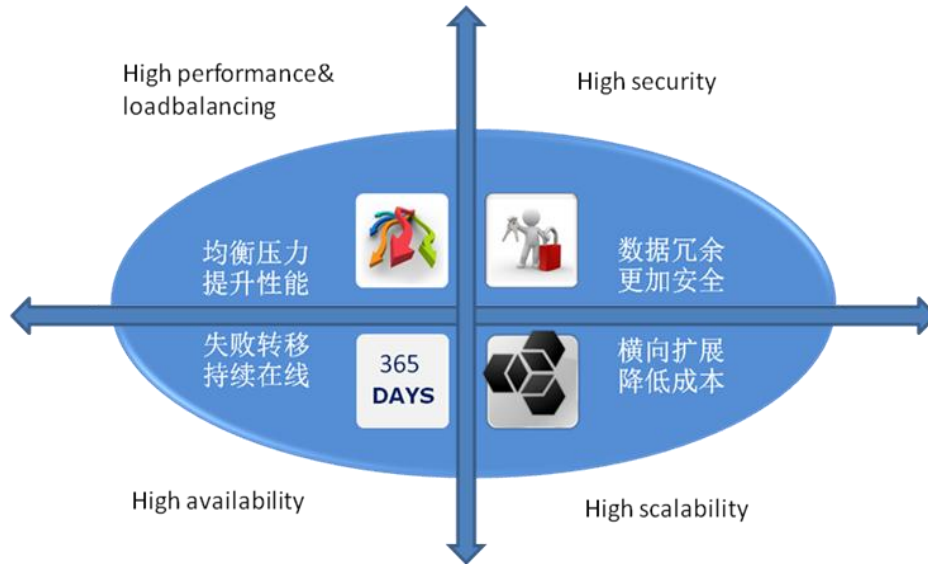 High performance&
loadbalancing
High security
均衡压力
提升性能
数据冗余
更加安全
失败转移
持续在线
365
DAYS
横向扩展
降低成本
High availability
High scalability